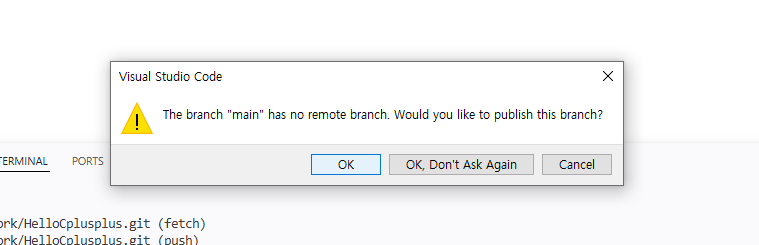 Visual Studio Code
The branch "main" has no remote branch. Would you like to publish this branch?
OK
OK, Don't Ask Again
Cancel
TERMINAL
PORTS
ork/HelloCplusplus.git (fetch)
ork/HelloCplusplus.git (push)